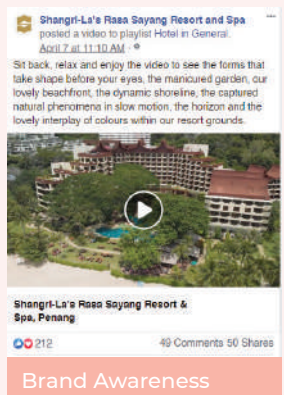 Shangri-La's Rasa Sayang Resort and Spa
posted a video to playlist Hotel in General.
April 7 at 11:10 AM ·
Sit back, relax and enjoy the video to see the forms that
take shape before your eyes, the manicured garden, our
lovely beachfront, the dynamic shoreline, the captured
natural phenomena in slow motion, the horizon and the
lovely interplay of colours within our resort grounds.
Shangri-La's Rasa Sayang Resort &
Spa, Penang
212
49 Comments 50 Shares
Brand Awareness